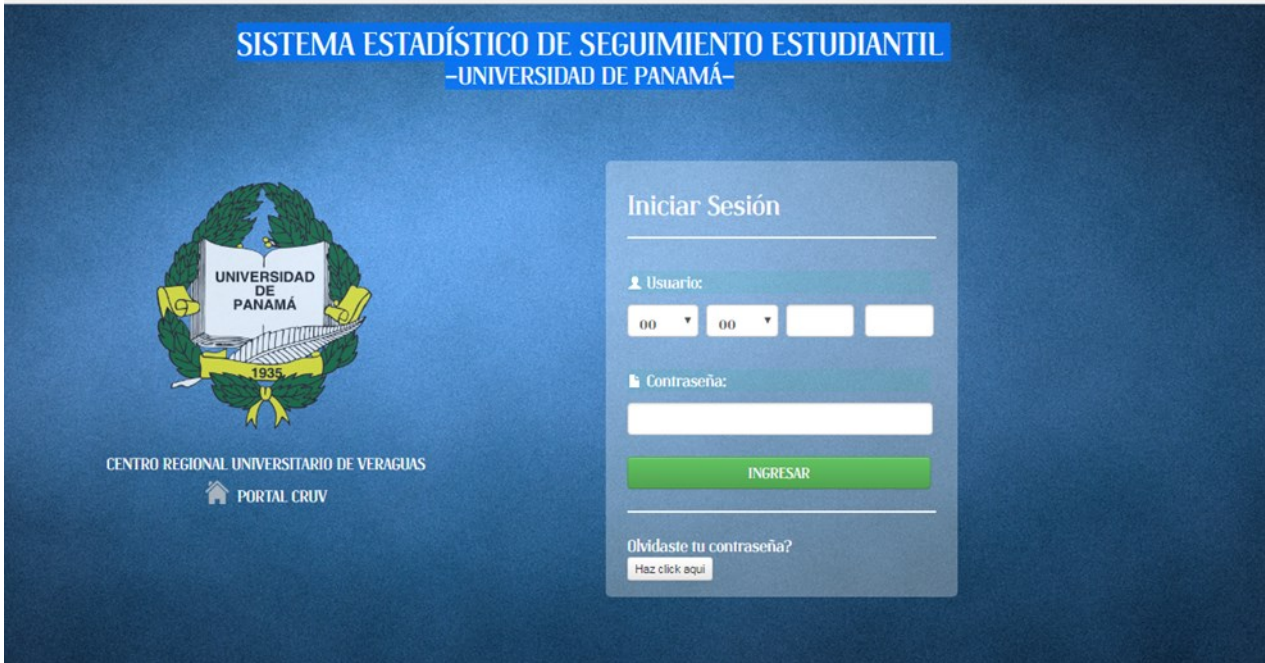 SISTEMA ESTADÍSTICO DE SEGUIMIENTO ESTUDIANTIL
-UNIVERSIDAD DE PANAMÁ-
UNIVERSIDAD
DE
PANAMÁ
1935
CENTRO REGIONAL UNIVERSITARIO DE VERAGUAS
PORTAL CRUV
Iniciar Sesión
Usuario:
00 00
Contraseña:
INGRESAR
Olvidaste tu contraseña?
Haz click aqui